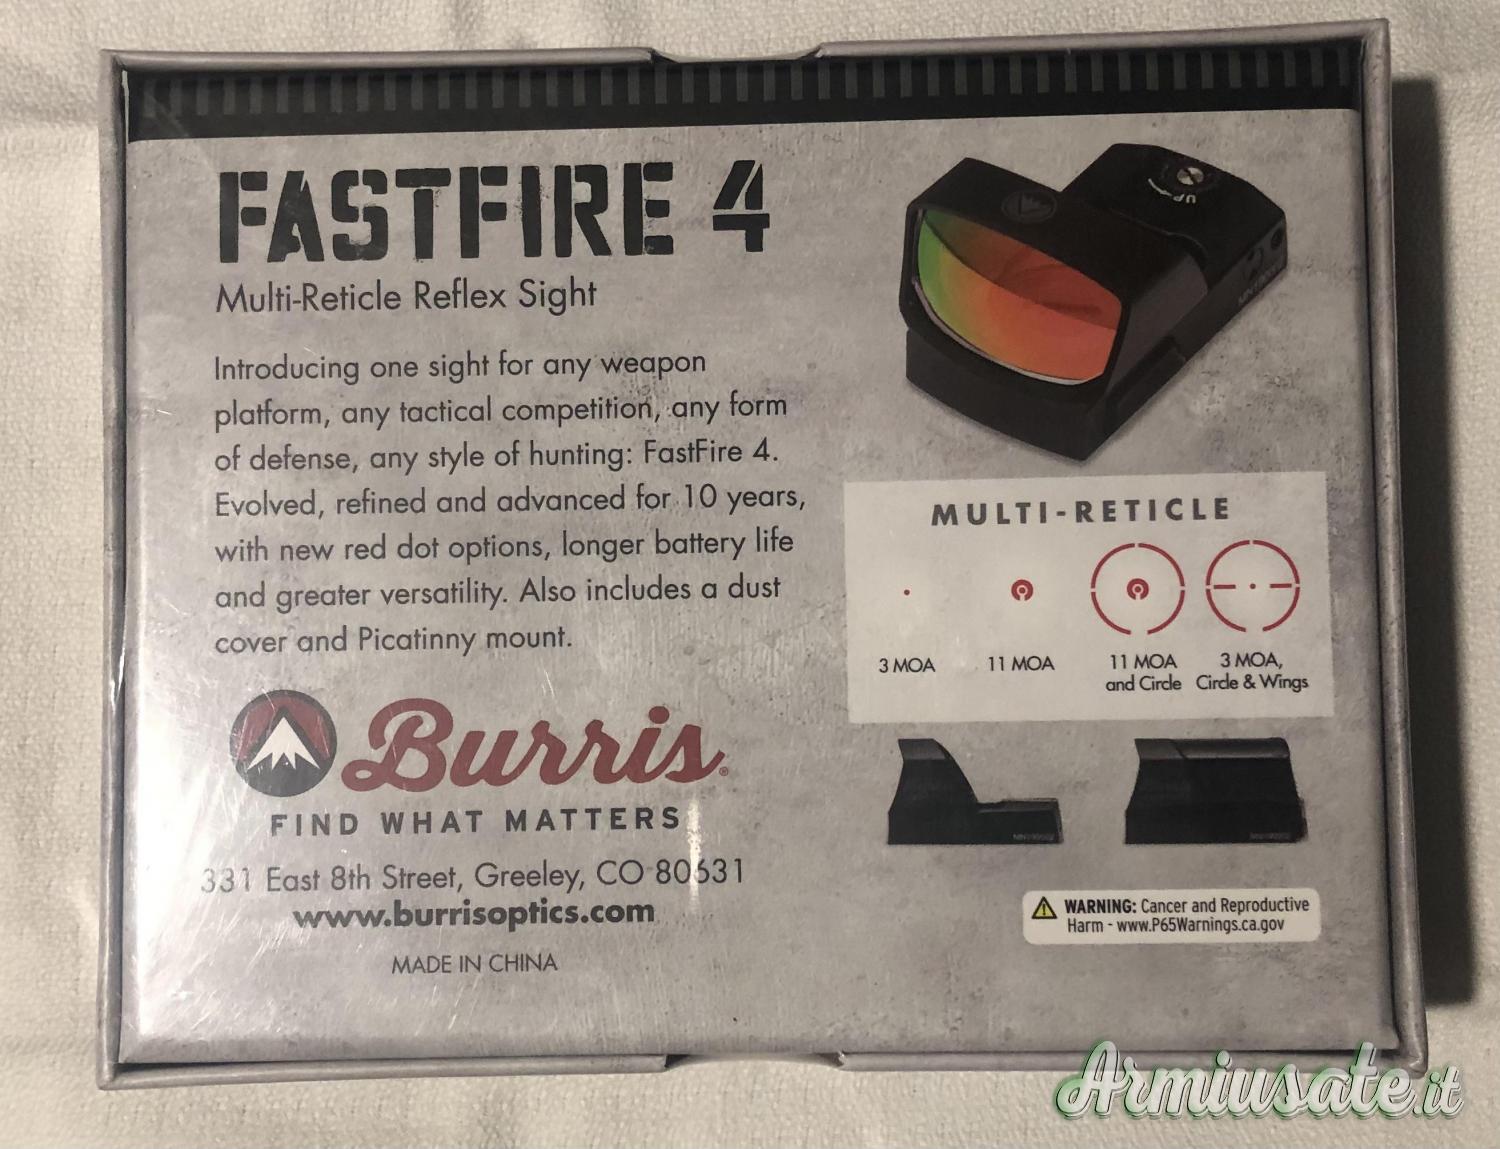 FASTFIRE 4
Multi-Reticle Reflex Sight
Introducing one sight for any weapon
platform, any tactical competition, any form
of defense, any style of hunting: FastFire 4.
Evolved, refined and advanced for 10 years,
with new red dot options, longer battery life
and greater versatility. Also includes a dust
cover and Picatinny mount.
Burris®
FIND WHAT MATTERS
331 East 8th Street, Greeley, CO 80631
www.burrisoptics.com
MADE IN CHINA
UP
MULTI-RETICLE
3 MOA
11 MOA
11 MOA
and Circle
3 MOA,
Circle & Wings
WARNING: Cancer and Reproductive
Harm - www.P65Warnings.ca.gov
Armiusate.it